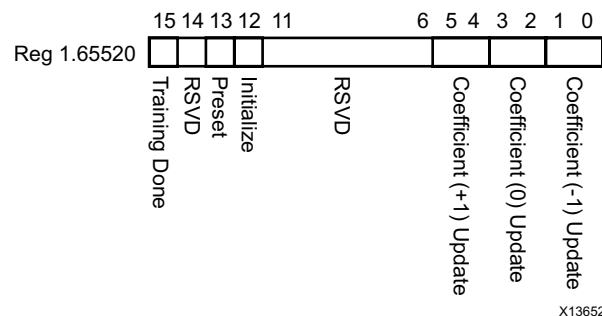 15 14 13 12 11 6 5 4 3 2 1 0
Reg 1.65520
Training Done
RSVD
Preset
Initialize
RSVD
Coefficient (+1) Update
Coefficient (0) Update
Coefficient (-1) Update
X13652